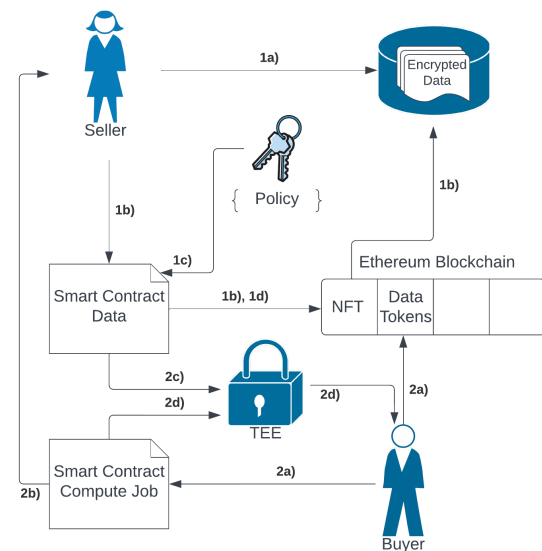 1a)
Encrypted
Data
Seller
{ Policy }
1b)
1b)
1c)
Ethereum Blockchain
Smart Contract
Data
1b), 1d)
NFT
Data
Tokens
2c)
2d)
2d)
2a)
TEE
Smart Contract
Compute Job
2a)
2b)
Buyer